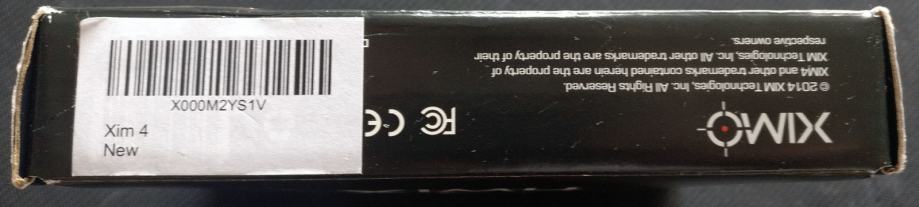 X000M2YS1V
Xim 4
New
XIM
© 2014 XIM Technologies, Inc. All Rights Reserved.
XIM4 and other trademarks contained herein are the property of
XIM Technologies, Inc. All other trademarks are the property of their
respective owners.
FC CE